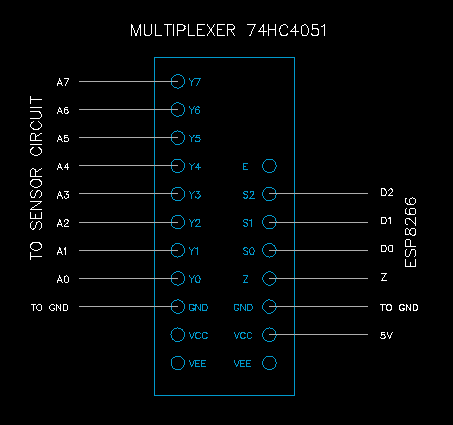 MULTIPLEXER 74HC4051
A7 Y7
A6 Y6
A5 Y5
A4 Y4 E
A3 Y3 S2 D2
A2 Y2 S1 D1
A1 Y1 S0 D0
A0 Y0 Z Z
TO GND GND GND TO GND
VCC VCC 5V
VEE VEE
TO SENSOR CIRCUIT
ESP8266